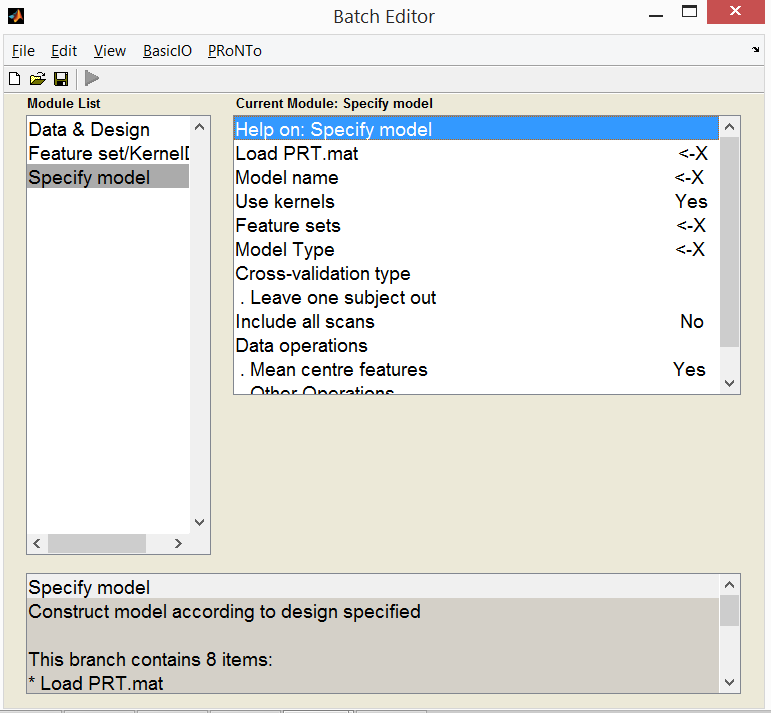 Batch Editor
File Edit View BasicIO PRoNTo
Module List
Data & Design
Feature set/KernelD
Specify model
Current Module: Specify model
Help on: Specify model
Load PRT.mat <-X
Model name <-X
Use kernels Yes
Feature sets <-X
Model Type <-X
Cross-validation type
. Leave one subject out
Include all scans No
Data operations
. Mean centre features Yes
. Other Operations
Specify model
Construct model according to design specified
This branch contains 8 items:
* Load PRT.mat